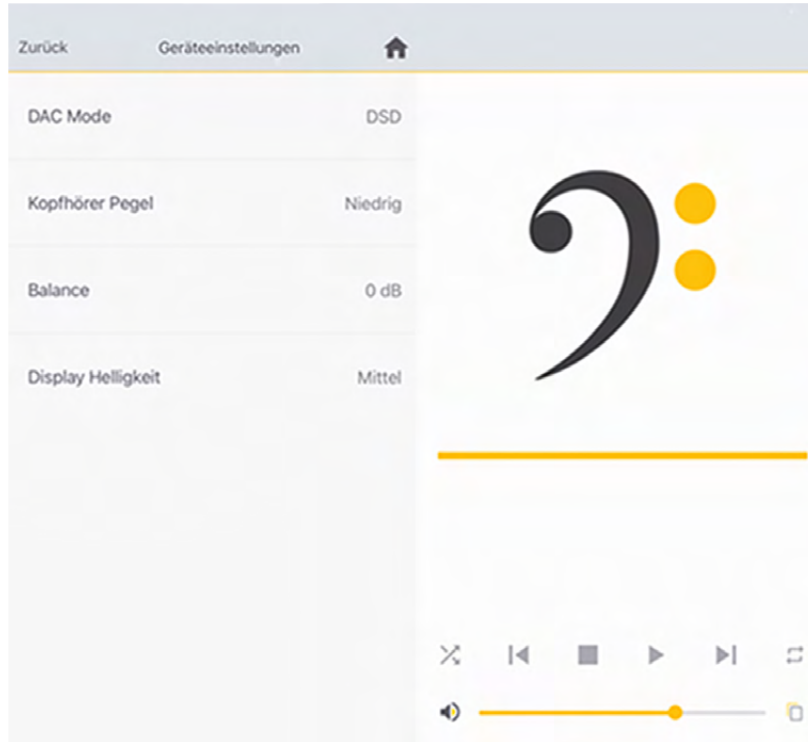 Zurück Geräteeinstellungen
DAC Mode DSD
Kopfhörer Pegel Niedrig
Balance 0 dB
Display Helligkeit Mittel